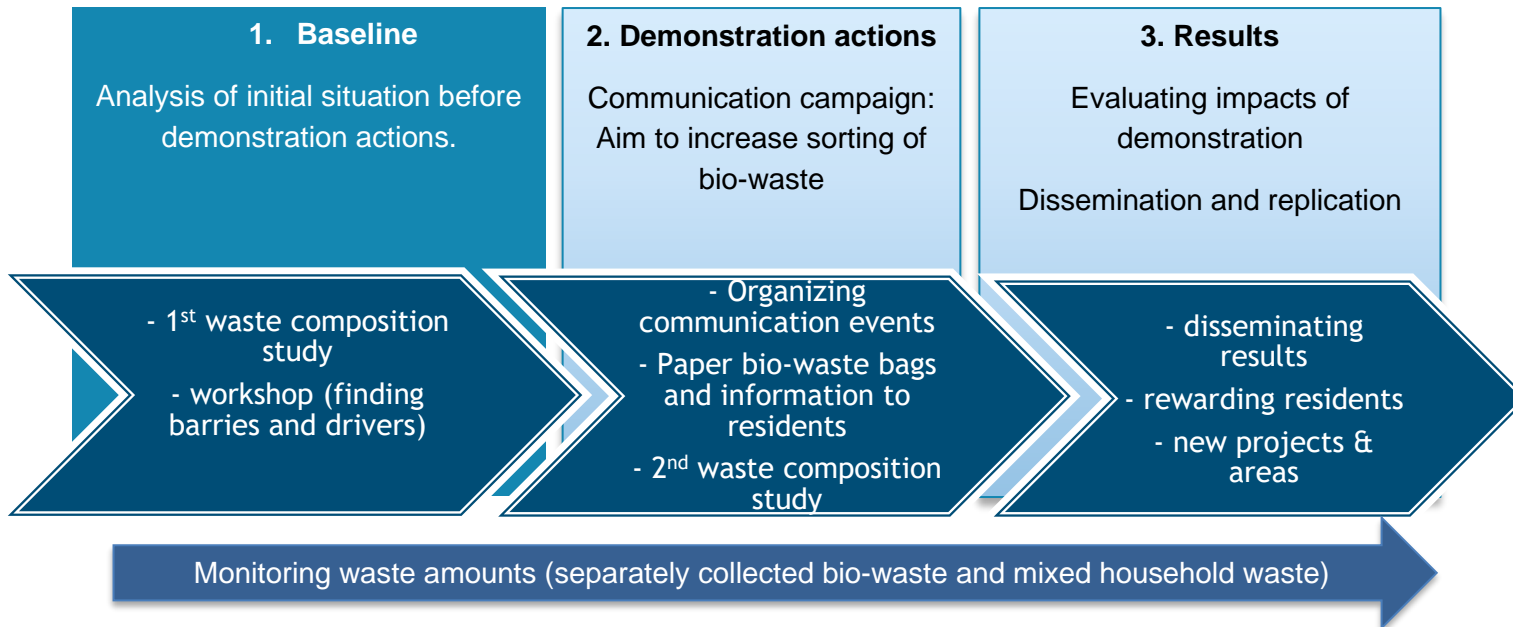 1. Baseline
Analysis of initial situation before
demonstration actions.
- 1st waste composition
study
- workshop (finding
barries and drivers)
2. Demonstration actions
Communication campaign:
Aim to increase sorting of
bio-waste
- Organizing
communication events
- Paper bio-waste bags
and information to
residents
- 2nd waste composition
study
3. Results
Evaluating impacts of
demonstration
Dissemination and replication
- disseminating
results
- rewarding residents
- new projects &
areas
Monitoring waste amounts (separately collected bio-waste and mixed household waste)